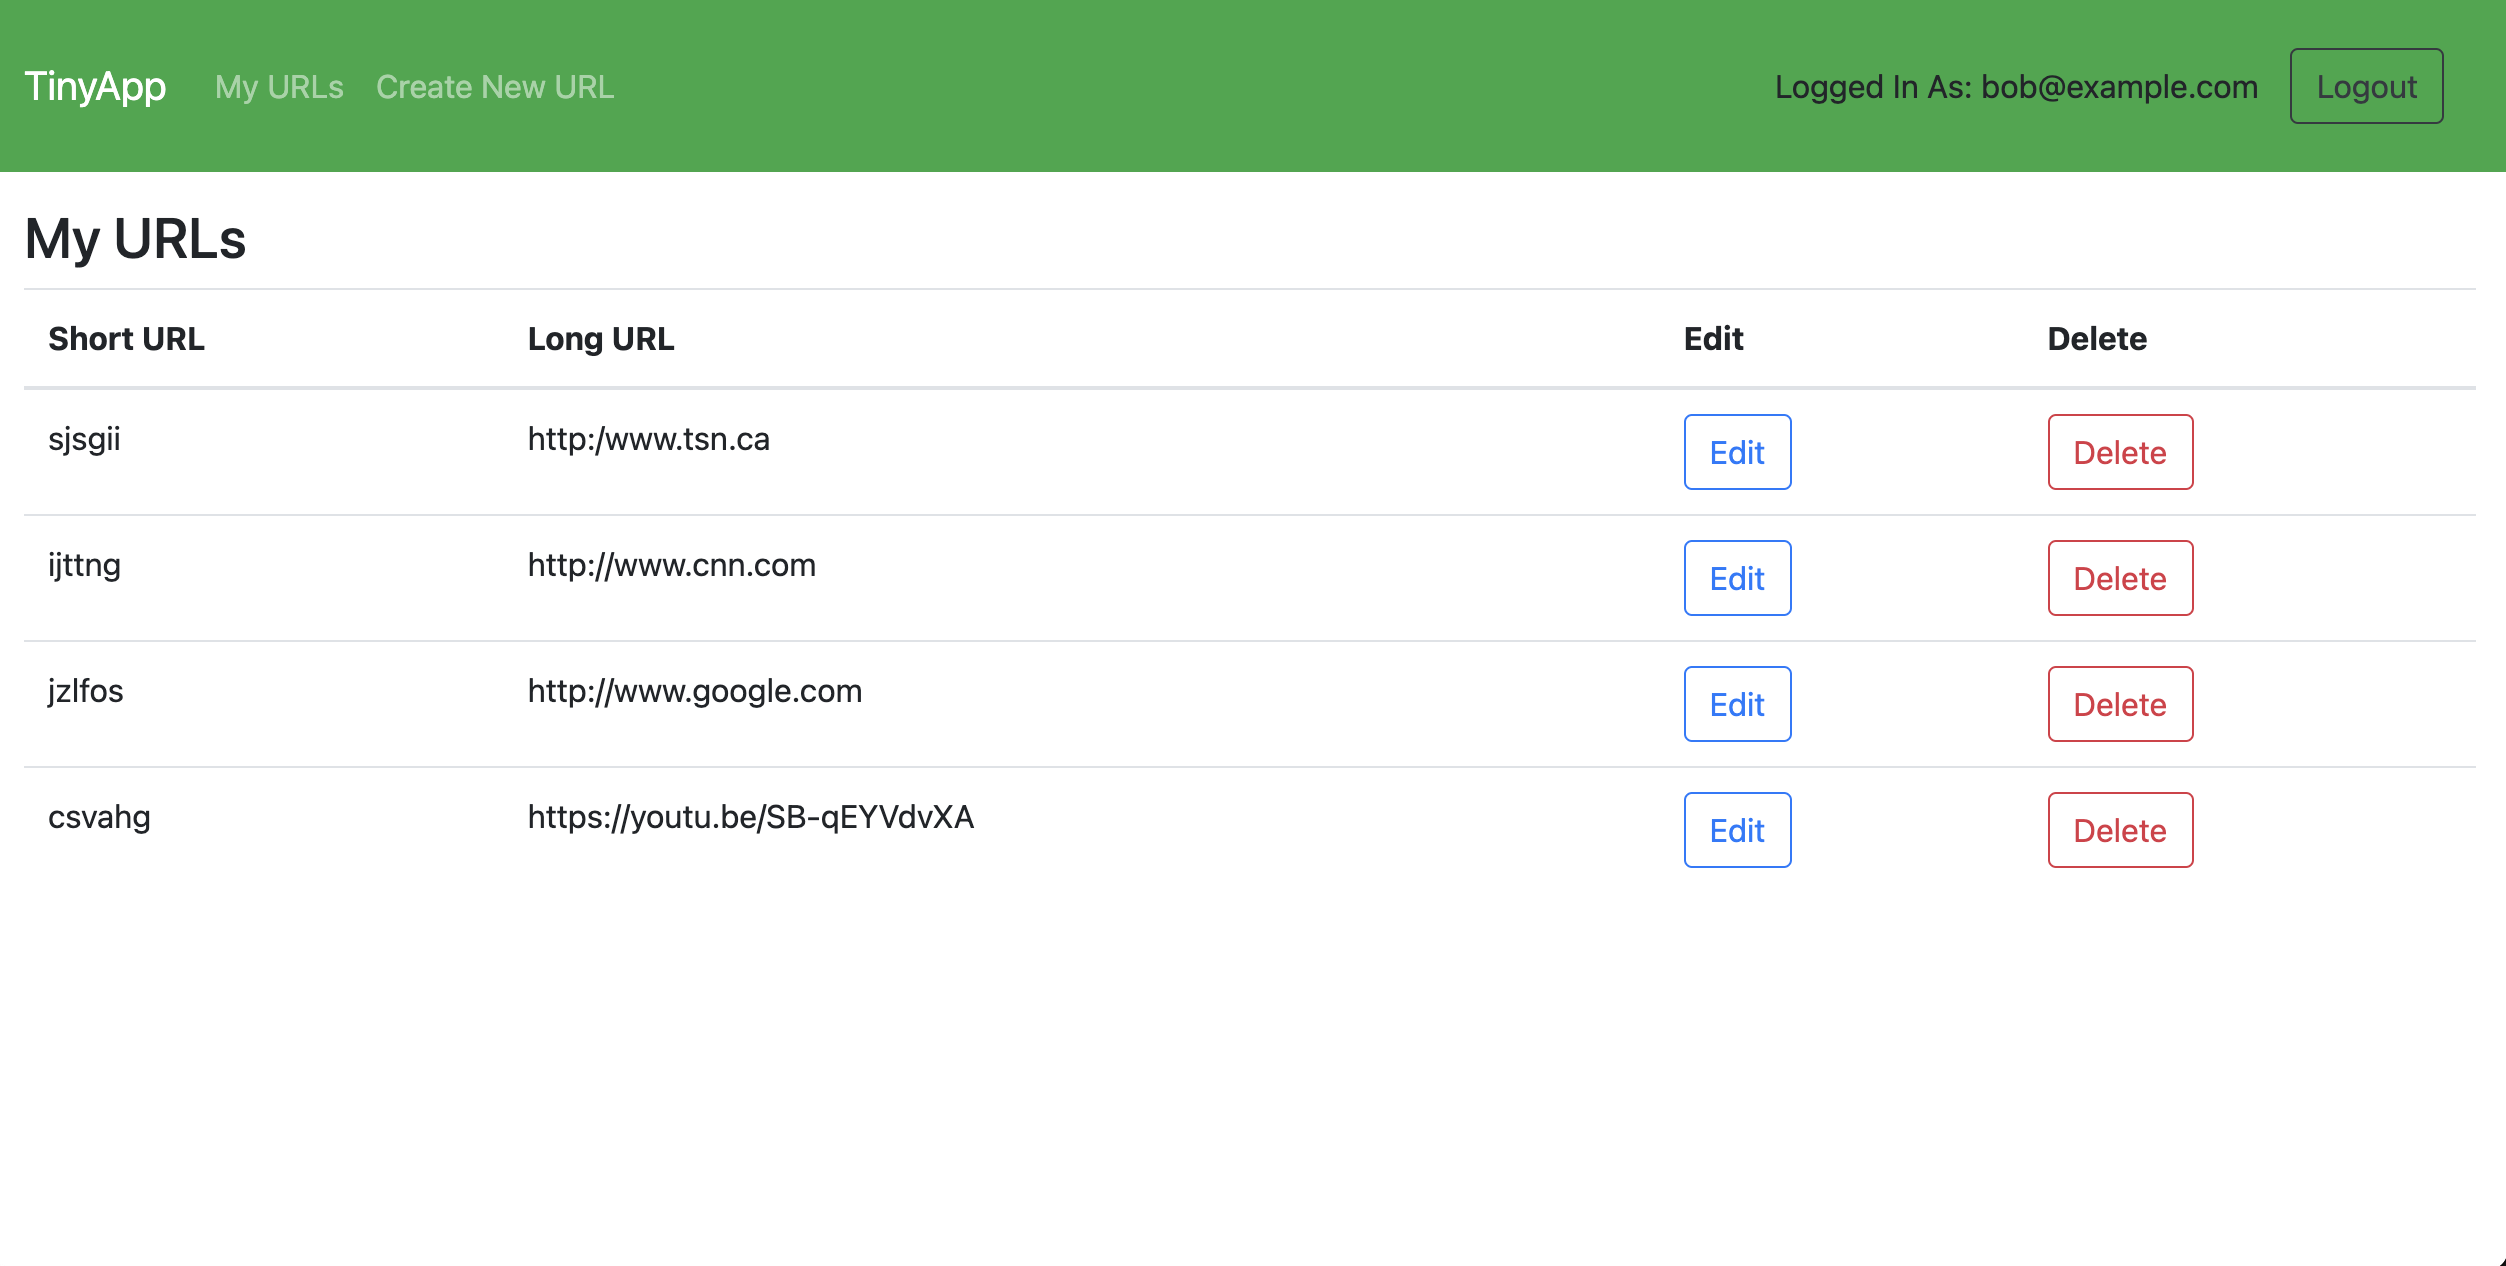 TinyApp My URLs Create New URL Logged In As: bob@example.com Logout
My URLs
Short URL Long URL Edit Delete
sjsgii http:/www.tsn.ca Edit Delete
ijttng http://www.cnn.com Edit Delete
jzlfos http://www.google.com Edit Delete
csvahg https://youtu.be/SB-qEYVdvXA Edit Delete